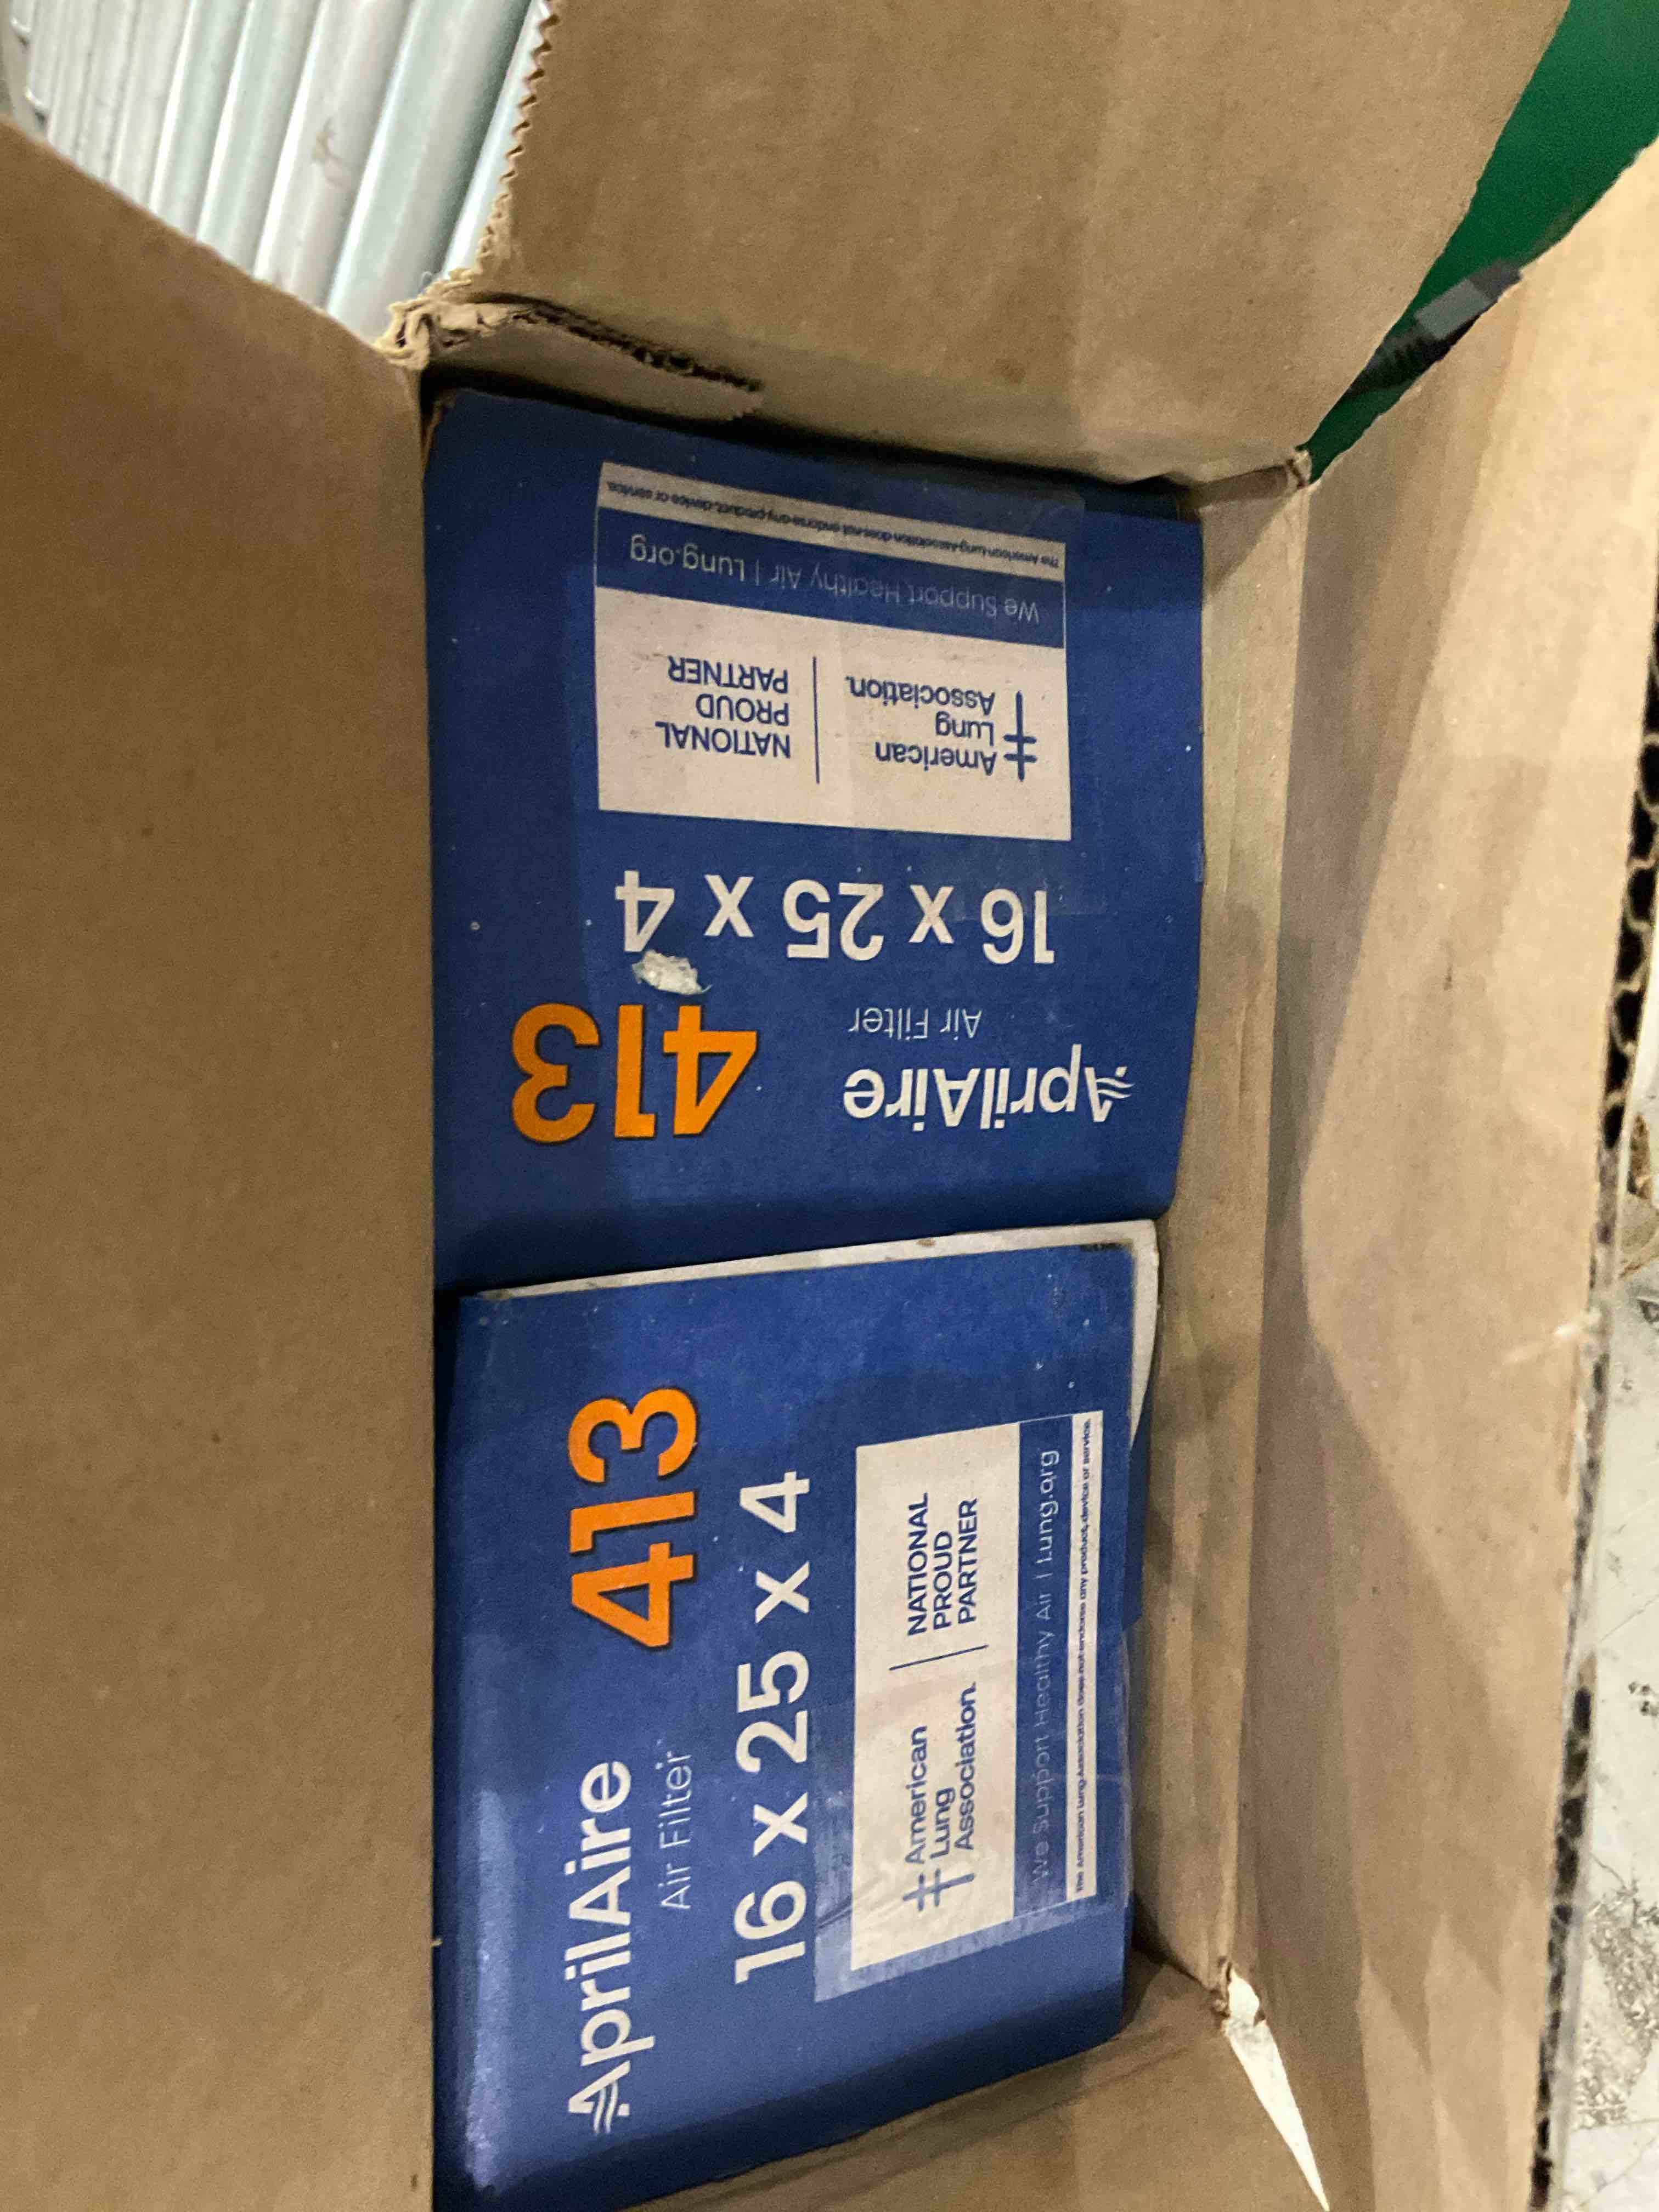 AprilAire 413
Air Filter
16 x 25 x 4
American
Lung
Association.
NATIONAL
PROUD
PARTNER
We Support Healthy Air | Lung.org
The American Lung Association does not endorse any product, device or service.
AprilAire 413
Air Filter
16 x 25 x 4
American
Lung
Association.
NATIONAL
PROUD
PARTNER
We Support Healthy Air | Lung.org
The American Lung Association does not endorse any product, device or service.